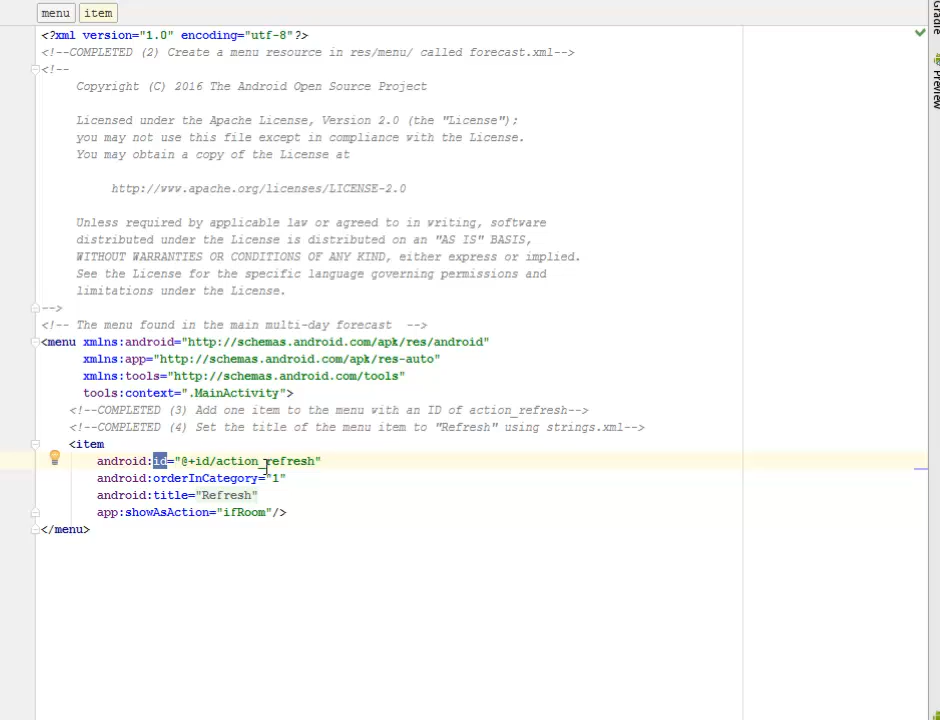 menu item
<?xml version="1.0" encoding="utf-8"?>
<!--COMPLETED (2) Create a menu resource in res/menu/ called forecast.xml-->
<!--
Copyright (C) 2016 The Android Open Source Project
Licensed under the Apache License, Version 2.0 (the "License");
you may not use this file except in compliance with the License.
You may obtain a copy of the License at
http://www.apache.org/licenses/LICENSE-2.0
Unless required by applicable law or agreed to in writing, software
distributed under the License is distributed on an "AS IS" BASIS,
WITHOUT WARRANTIES OR CONDITIONS OF ANY KIND, either express or implied.
See the License for the specific language governing permissions and
limitations under the License.
-->
<!-- The menu found in the main multi-day forecast  -->
<menu xmlns:android="http://schemas.android.com/apk/res/android"
xmlns:app="http://schemas.android.com/apk/res-auto"
xmlns:tools="http://schemas.android.com/tools"
tools:context=".MainActivity">
<!--COMPLETED (3) Add one item to the menu with an ID of action_refresh-->
<!--COMPLETED (4) Set the title of the menu item to "Refresh" using strings.xml-->
<item
android:id="@+id/action_refresh"
android:orderInCategory="1"
android:title="Refresh"
app:showAsAction="ifRoom"/>
</menu>
Gradle
Preview